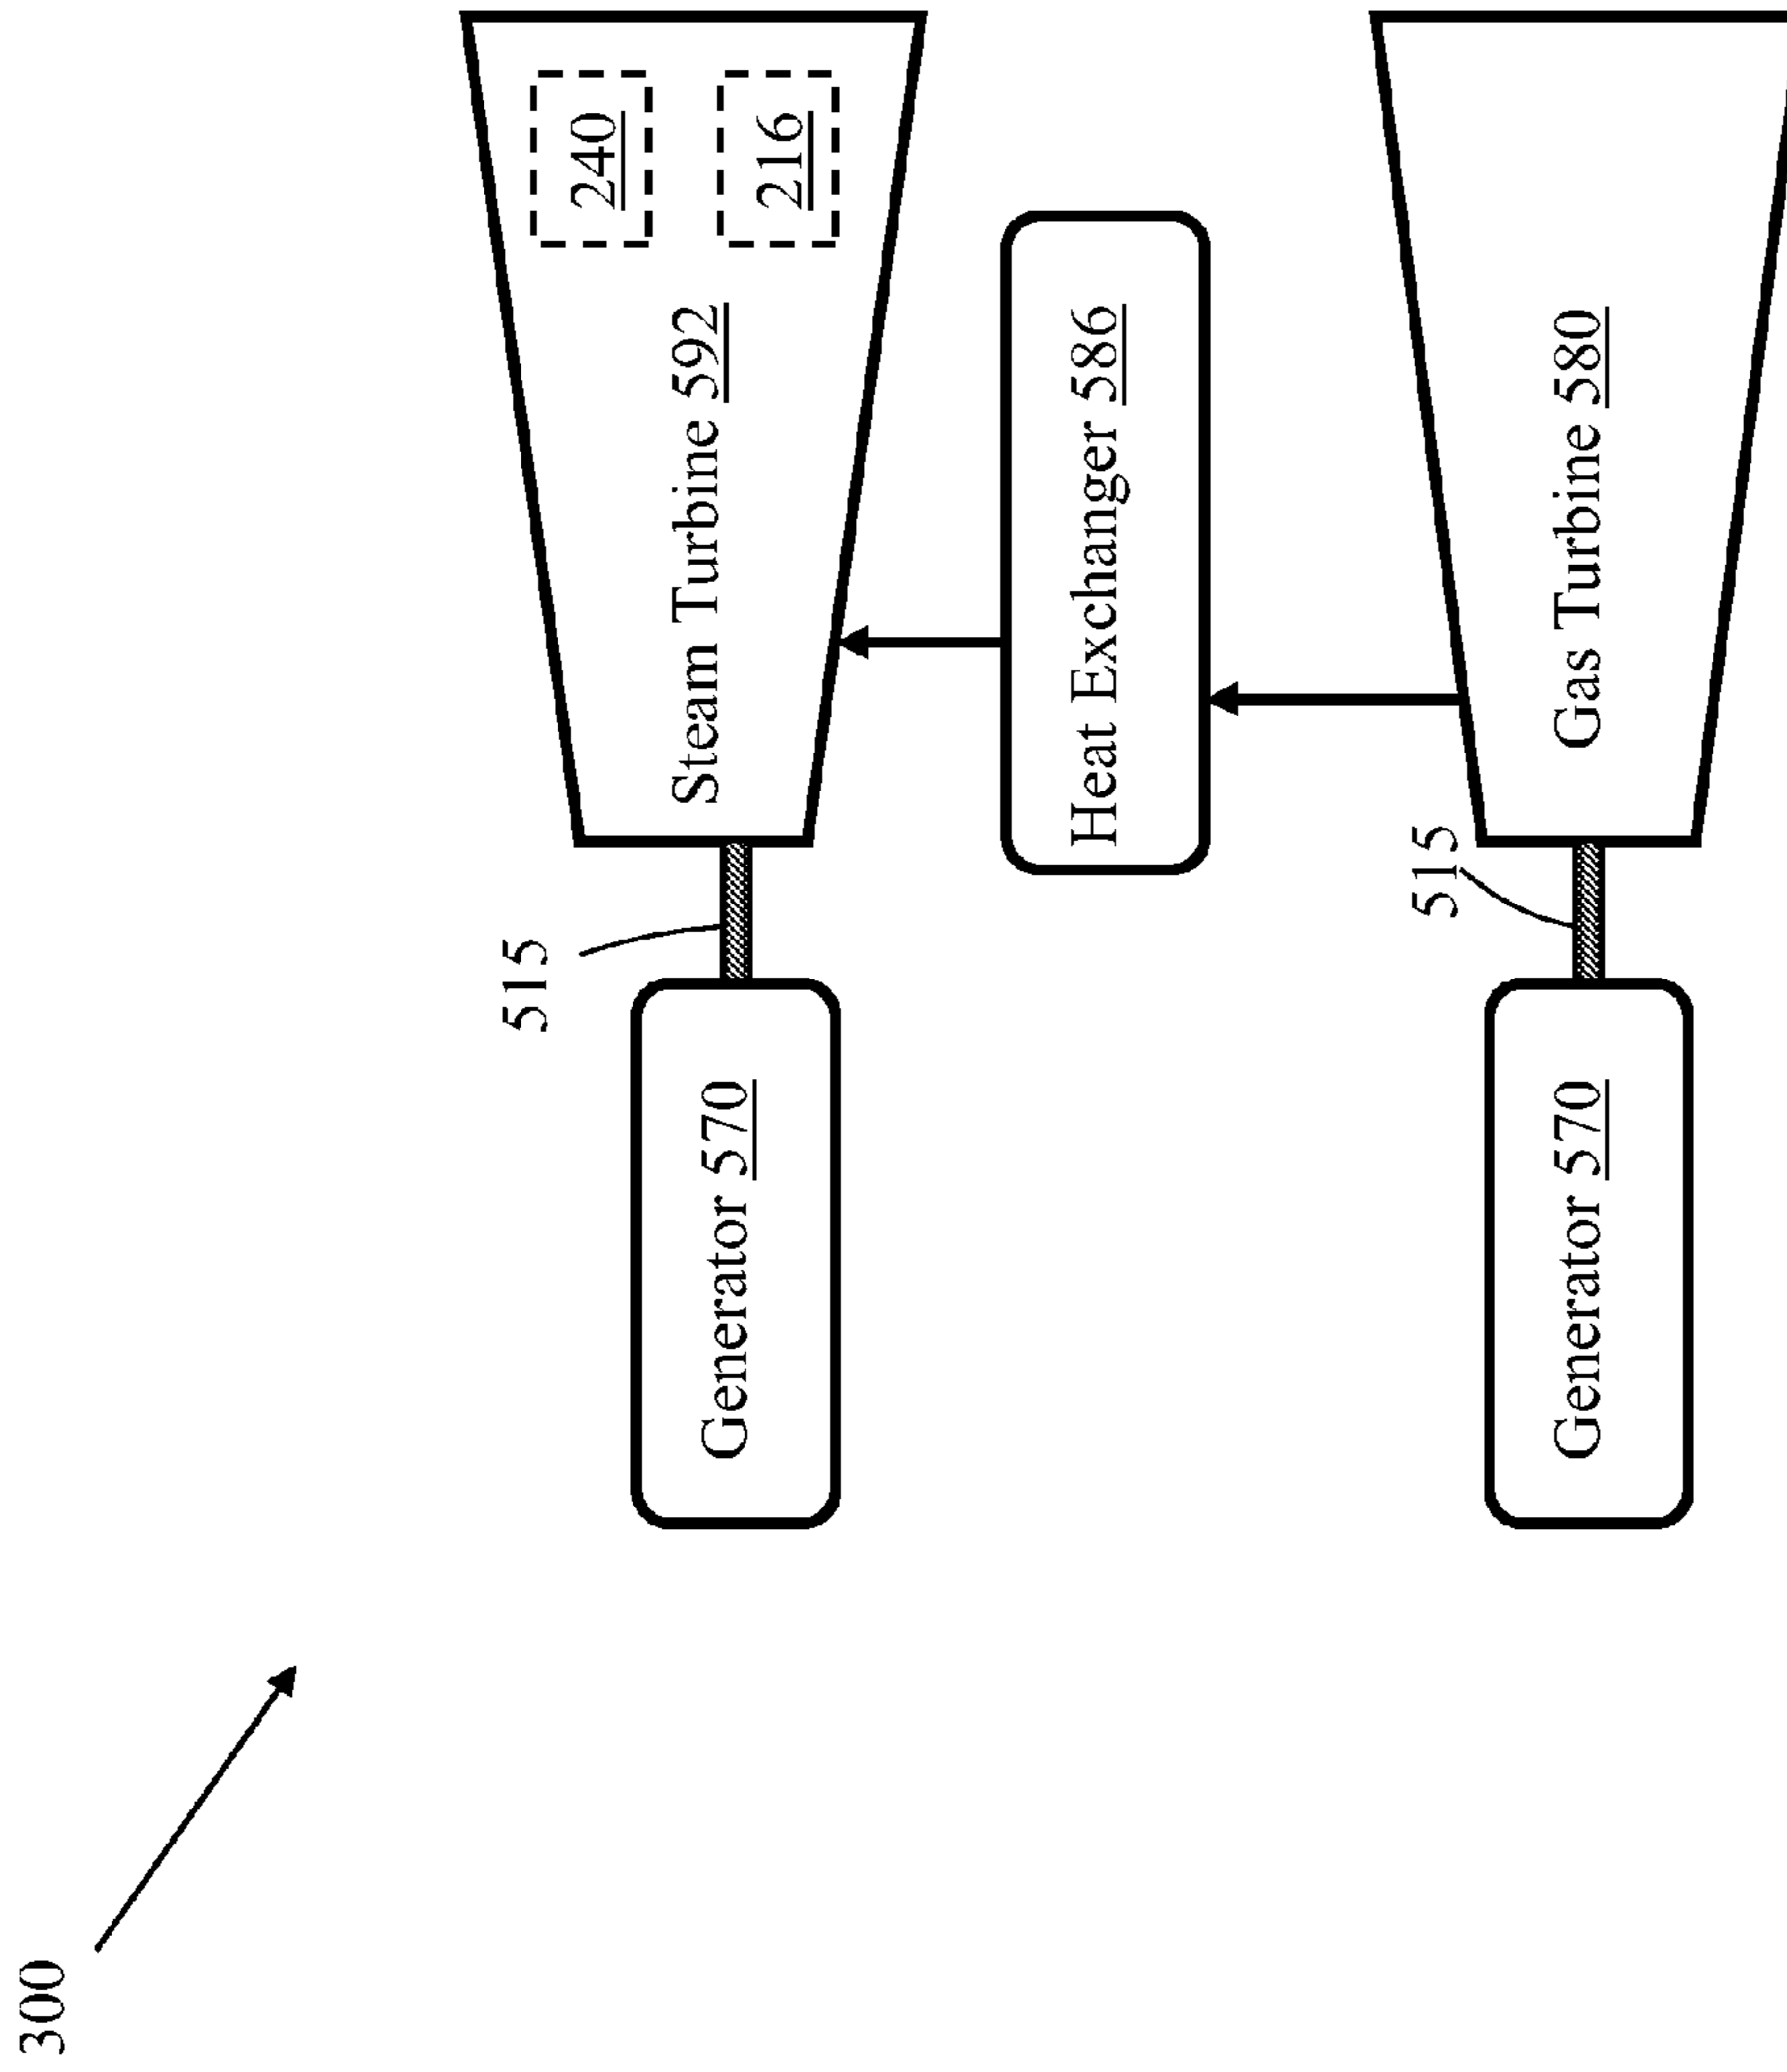 300
515
Generator 570
Steam Turbine 592
240
216
Heat Exchanger 586
515
Generator 570
Gas Turbine 580